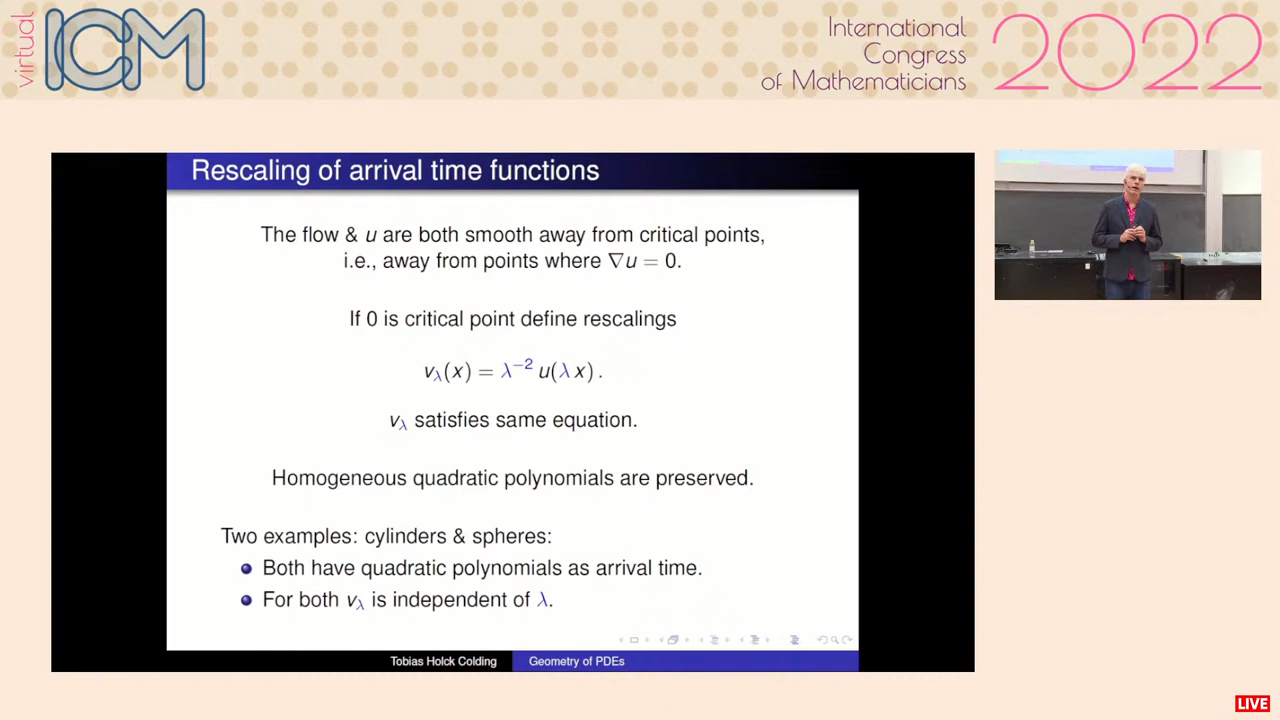 virtual
ICM
International
Congress
of Mathematicians
2022
Rescaling of arrival time functions
The flow & u are both smooth away from critical points,
i.e., away from points where ∇u = 0.
If 0 is critical point define rescalings
v_λ(x) = λ⁻² u(λ x) .
v_λ satisfies same equation.
Homogeneous quadratic polynomials are preserved.
Two examples: cylinders & spheres:
Both have quadratic polynomials as arrival time.
For both v_λ is independent of λ.
Tobias Holck Colding
Geometry of PDEs
LIVE